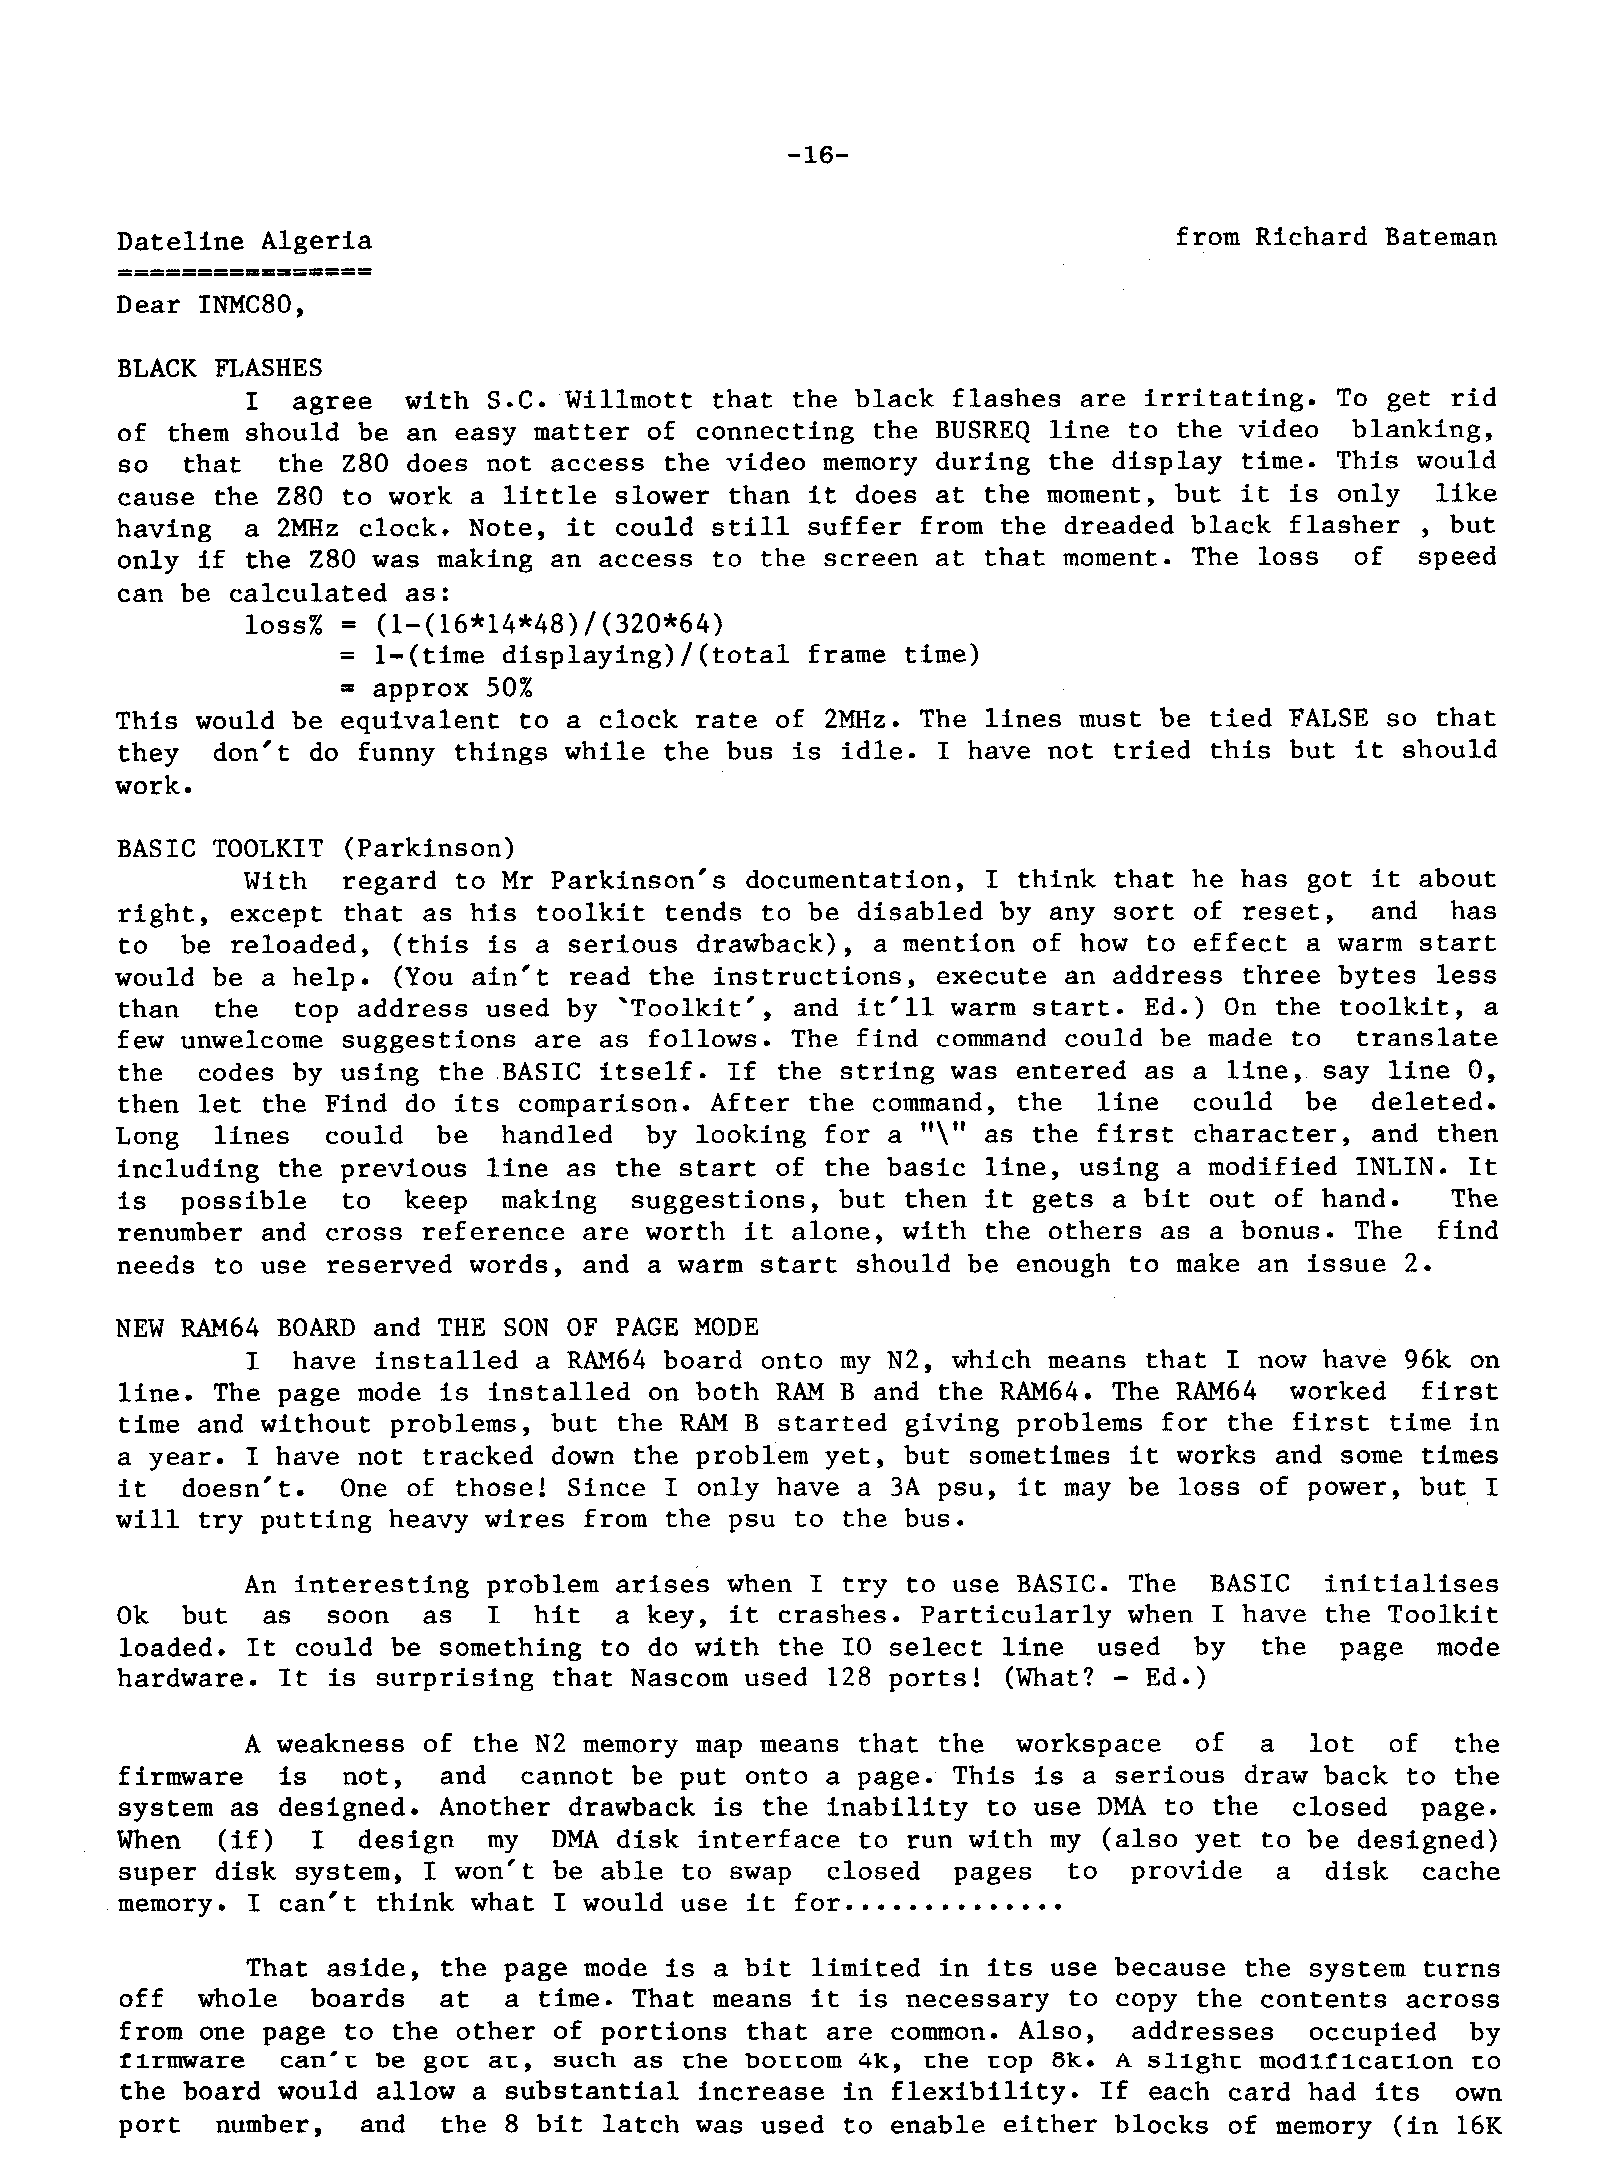 -16-
Dateline Algeria from Richard Bateman
================
Dear INMC80,
BLACK FLASHES
I agree with S.C. Willmott that the black flashes are irritating. To get rid
of them should be an easy matter of connecting the BUSREQ line to the video blanking,
so that the Z80 does not access the video memory during the display time. This would
cause the Z80 to work a little slower than it does at the moment, but it is only like
having a 2MHz clock. Note, it could still suffer from the dreaded black flasher , but
only if the Z80 was making an access to the screen at that moment. The loss of speed
can be calculated as:
loss% = (1-(16*14*48)/(320*64)
= 1-(time displaying)/(total frame time)
= approx 50%
This would be equivalent to a clock rate of 2MHz. The lines must be tied FALSE so that
they don't do funny things while the bus is idle. I have not tried this but it should
work.
BASIC TOOLKIT (Parkinson)
With regard to Mr Parkinson's documentation, I think that he has got it about
right, except that as his toolkit tends to be disabled by any sort of reset, and has
to be reloaded, (this is a serious drawback), a mention of how to effect a warm start
would be a help. (You ain't read the instructions, execute an address three bytes less
than the top address used by `Toolkit', and it'll warm start. Ed.) On the toolkit, a
few unwelcome suggestions are as follows. The find command could be made to translate
the codes by using the BASIC itself. If the string was entered as a line, say line 0,
then let the Find do its comparison. After the command, the line could be deleted.
Long lines could be handled by looking for a "\" as the first character, and then
including the previous line as the start of the basic line, using a modified INLIN. It
is possible to keep making suggestions, but then it gets a bit out of hand. The
renumber and cross reference are worth it alone, with the others as a bonus. The find
needs to use reserved words, and a warm start should be enough to make an issue 2.
NEW RAM64 BOARD and THE SON OF PAGE MODE
I have installed a RAM64 board onto my N2, which means that I now have 96k on
line. The page mode is installed on both RAM B and the RAM64. The RAM64 worked first
time and without problems, but the RAM B started giving problems for the first time in
a year. I have not tracked down the problem yet, but sometimes it works and some times
it doesn't. One of those! Since I only have a 3A psu, it may be loss of power, but I
will try putting heavy wires from the psu to the bus.
An interesting problem arises when I try to use BASIC. The BASIC initialises
Ok but as soon as I hit a key, it crashes. Particularly when I have the Toolkit
loaded. It could be something to do with the IO select line used by the page mode
hardware. It is surprising that Nascom used 128 ports! (What? - Ed.)
A weakness of the N2 memory map means that the workspace of a lot of the
firmware is not, and cannot be put onto a page. This is a serious draw back to the
system as designed. Another drawback is the inability to use DMA to the closed page.
When (if) I design my DMA disk interface to run with my (also yet to be designed)
super disk system, I won't be able to swap closed pages to provide a disk cache
memory. I can't think what I would use it for..............
That aside, the page mode is a bit limited in its use because the system turns
off whole boards at a time. That means it is necessary to copy the contents across
from one page to the other of portions that are common. Also, addresses occupied by
firmware can't be got at, such as the bottom 4k, the top 8k. A slight modification to
the board would allow a substantial increase in flexibility. If each card had its own
port number, and the 8 bit latch was used to enable either blocks of memory (in 16K